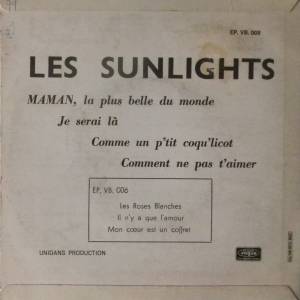 EP. VB. 009
LES SUNLIGHTS
MAMAN, la plus belle du monde
Je serai là
Comme un p'tit coqu'licot
Comment ne pas t'aimer
EP. VB. 006
Les Roses Blanches
Il n'y a que l'amour
Mon cœur est un coffret
UNIDANS PRODUCTION
vogue